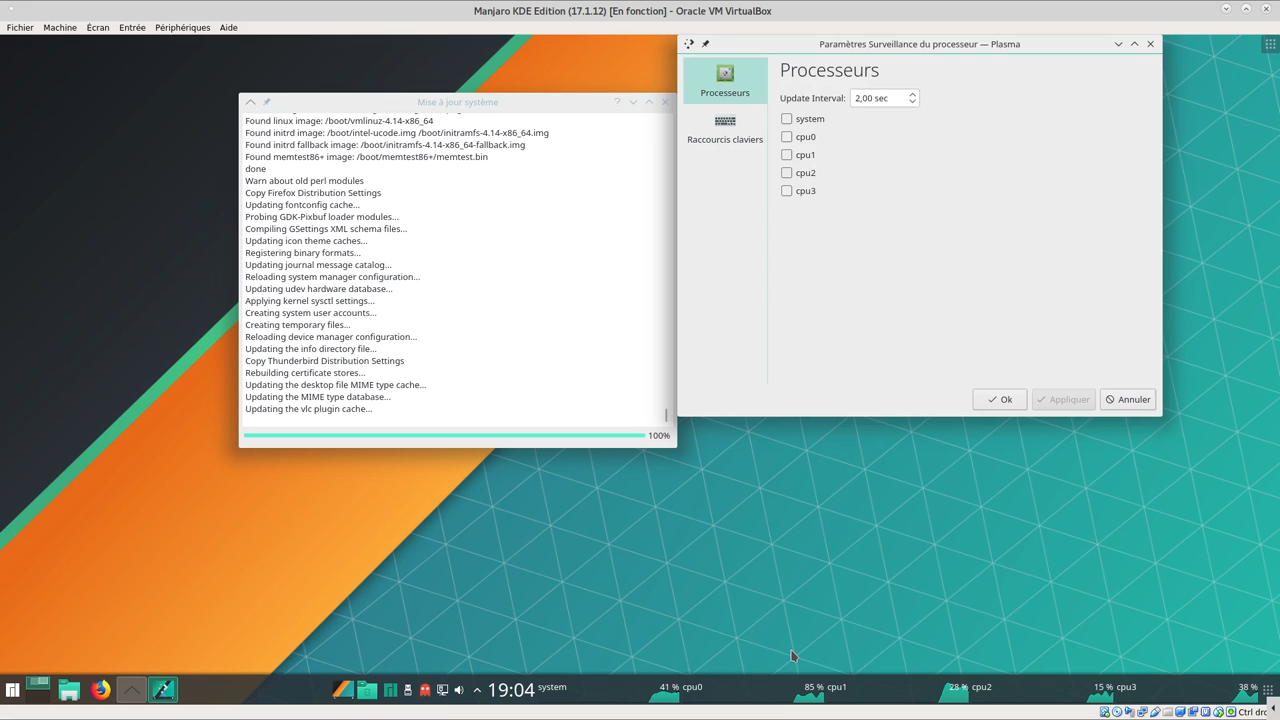 Manjaro KDE Edition (17.1.12) [En fonction] - Oracle VM VirtualBox
Fichier Machine Écran Entrée Périphériques Aide
Mise à jour système
Found linux image: /boot/vmlinuz-4.14-x86_64
Found initrd image: /boot/intel-ucode.img /boot/initramfs-4.14-x86_64.img
Found initrd fallback image: /boot/initramfs-4.14-x86_64-fallback.img
Found memtest86+ image: /boot/memtest86+/memtest.bin
done
Warn about old perl modules
Copy Firefox Distribution Settings
Updating fontconfig cache...
Probing GDK-Pixbuf loader modules...
Compiling GSettings XML schema files...
Updating icon theme caches...
Registering binary formats...
Updating journal message catalog...
Reloading system manager configuration...
Updating udev hardware database...
Applying kernel sysctl settings...
Creating system user accounts...
Creating temporary files...
Reloading device manager configuration...
Updating the info directory file...
Copy Thunderbird Distribution Settings
Rebuilding certificate stores...
Updating the desktop file MIME type cache...
Updating the MIME type database...
Updating the vlc plugin cache...
100%
Paramètres Surveillance du processeur — Plasma
Processeurs
Raccourcis claviers
Processeurs
Update Interval: 2,00 sec
system
cpu0
cpu1
cpu2
cpu3
Ok Appliquer Annuler
19:04 system 41 % cpu0 85 % cpu1 28 % cpu2 15 % cpu3 38 %
Ctrl